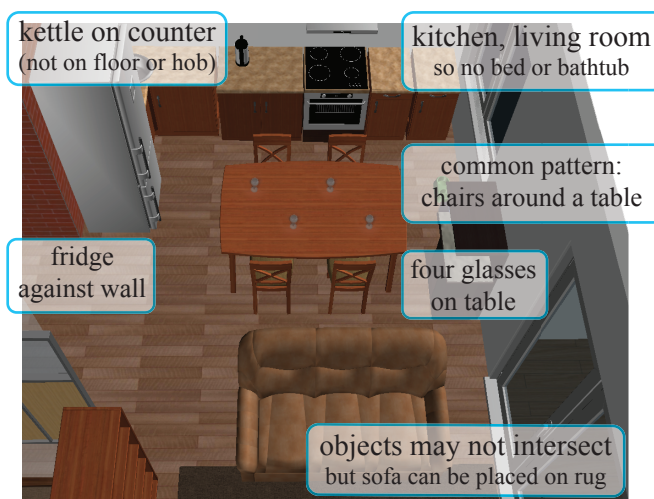 kettle on counter
(not on floor or hob)
kitchen, living room
so no bed or bathtub
common pattern:
chairs around a table
fridge
against wall
four glasses
on table
objects may not intersect
but sofa can be placed on rug